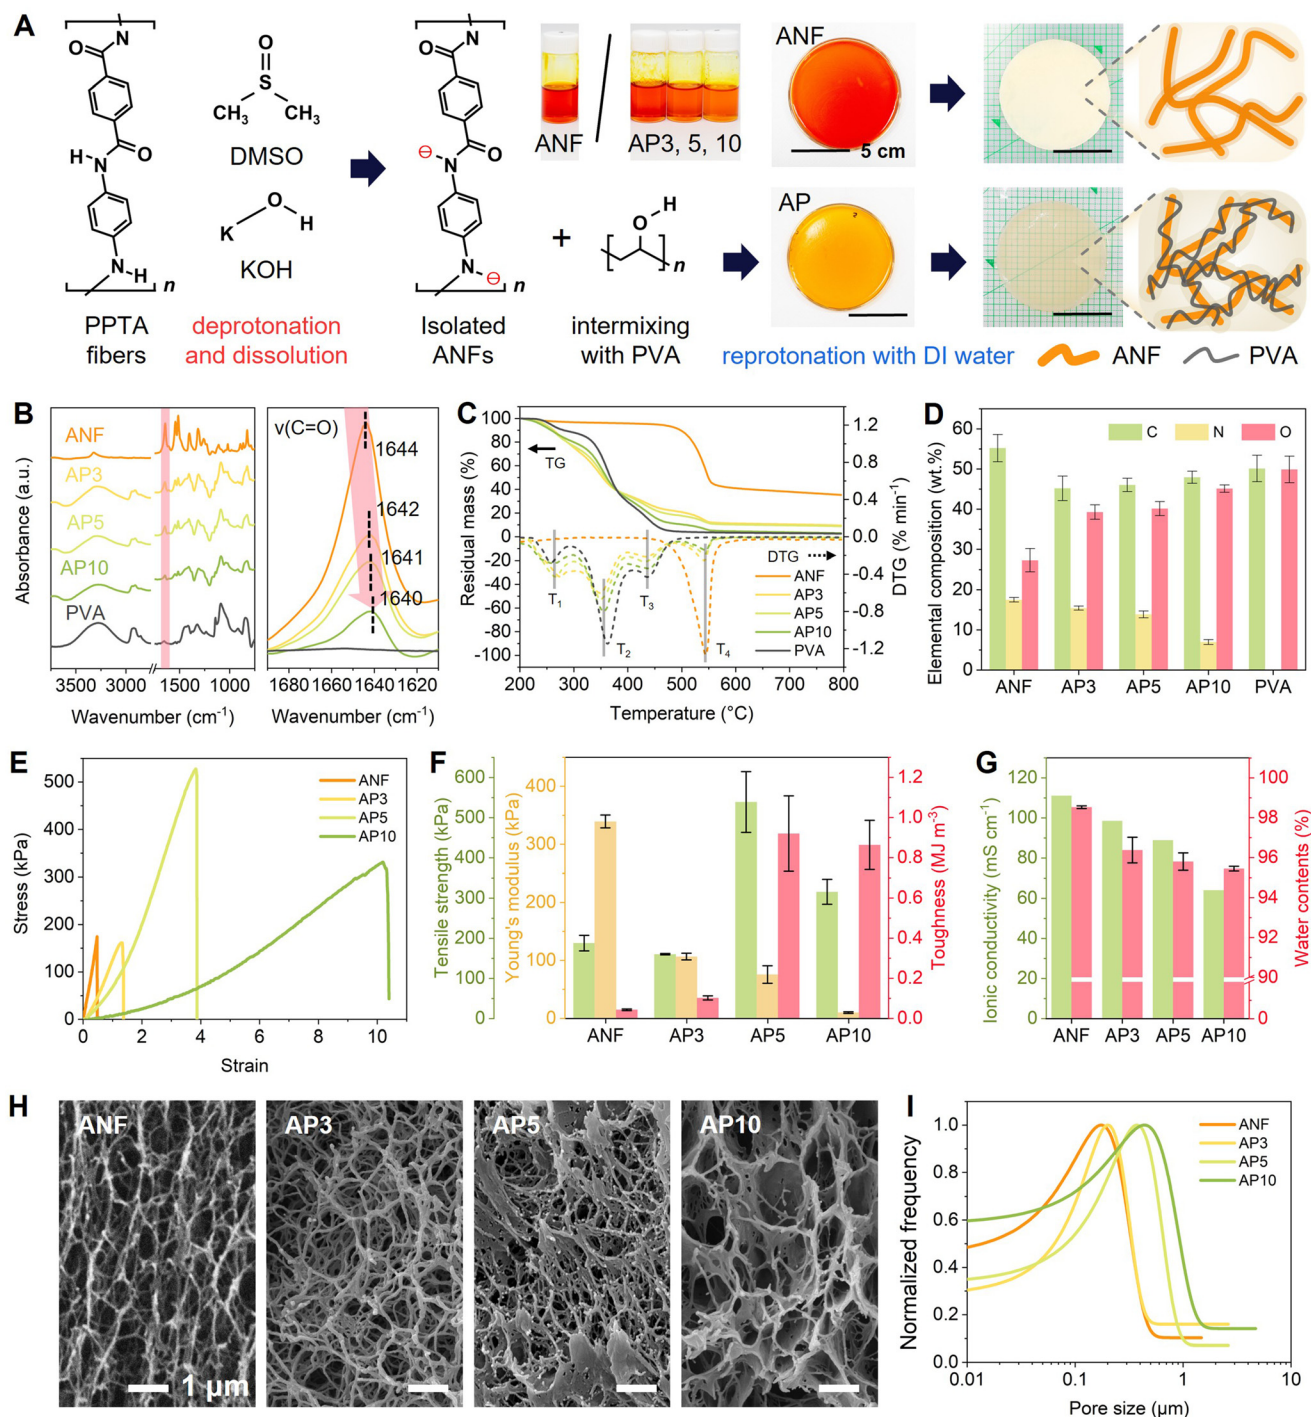 A
N
O
H
N
O
N
H
n
PPTA
fibers
O
S
CH₃
CH₃
DMSO
K
O
H
KOH
deprotonation
and dissolution
N
O
⊖
N
O
N
⊖
n
Isolated
ANFs
ANF
AP3, 5, 10
+
H
O
n
intermixing
with PVA
ANF
5 cm
AP
reprotonation with DI water
ANF
PVA
B
Absorbance (a.u.)
ANF
AP3
AP5
AP10
PVA
3000
1500
1000
Wavenumber (cm⁻¹)
ν(C=O)
1644
1642
1641
1640
1680
1660
1640
1620
Wavenumber (cm⁻¹)
C
Residual mass (%)
100
80
60
40
20
0
-20
-40
-60
-80
-100
TG
DTG
T₁
T₂
T₃
T₄
ANF
AP3
AP5
AP10
PVA
1.2
0.8
0.4
0.0
-0.4
-0.8
-1.2
DTG (% min⁻¹)
200
300
400
500
600
700
800
Temperature (°C)
D
Elemental composition (wt.%)
60
50
40
30
20
10
0
C
N
O
ANF
AP3
AP5
AP10
PVA
E
Stress (kPa)
500
400
300
200
100
0
ANF
AP3
AP5
AP10
0
2
4
6
8
10
Strain
F
Tensile strength (kPa)
600
500
400
300
200
100
0
Young's modulus (kPa)
400
300
200
100
0
Toughness (MJ m⁻³)
1.2
1.0
0.8
0.6
0.4
0.2
0.0
ANF
AP3
AP5
AP10
G
Ionic conductivity (mS cm⁻¹)
120
100
80
60
40
20
0
Water contents (%)
100
98
96
94
92
90
0
ANF
AP3
AP5
AP10
H
ANF
1 μm
AP3
AP5
AP10
I
Normalized frequency
1.0
0.8
0.6
0.4
0.2
0.0
ANF
AP3
AP5
AP10
0.01
0.1
1
10
Pore size (μm)